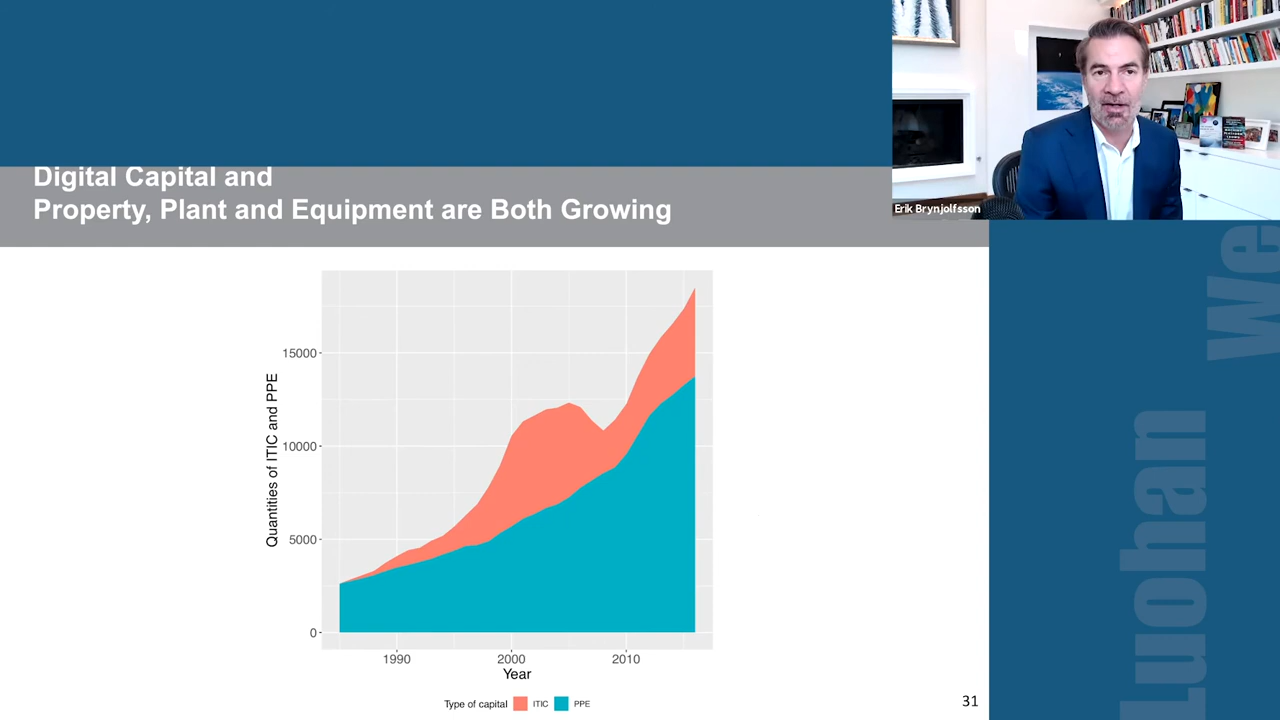 Digital Capital and
Property, Plant and Equipment are Both Growing
Erik Brynjolfsson
We
Luohan
Quantities of ITIC and PPE
15000
10000
5000
0
1990
2000
2010
Year
Type of capital
ITIC
PPE
31